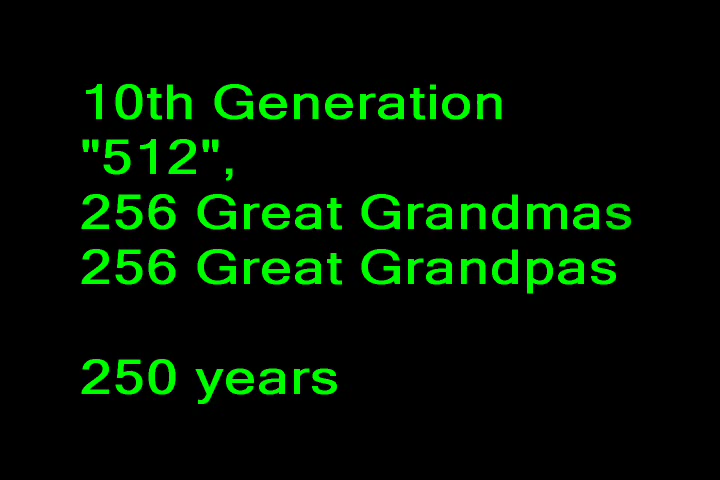 10th Generation
"512",
256 Great Grandmas
256 Great Grandpas
250 years